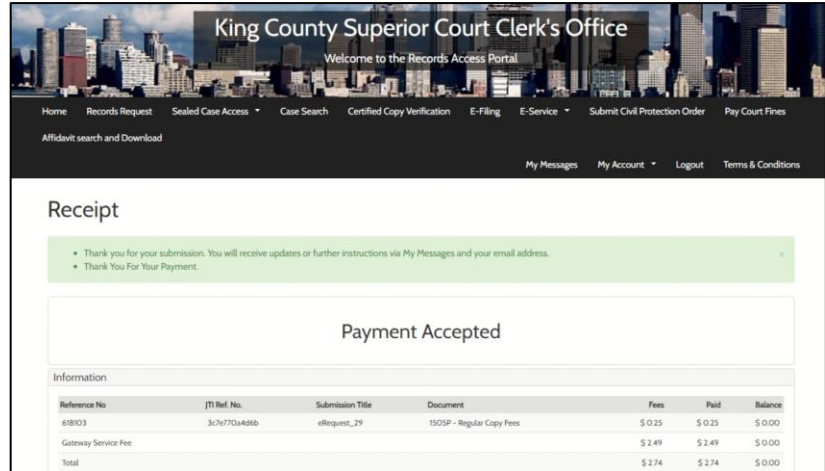 King County Superior Court Clerk's Office
Welcome to the Records Access Portal
Home Records Request Sealed Case Access Case Search Certified Copy Verification E-Filing E-Service Submit Civil Protection Order Pay Court Fines
Affidavit search and Download
My Messages My Account Logout Terms & Conditions
Receipt
Thank you for your submission. You will receive updates or further instructions via My Messages and your email address.
Thank You For Your Payment.
Payment Accepted
Information
Reference No JTI Ref. No. Submission Title Document Fees Paid Balance
618103 3c7e770a4d6b eRequest_29 1505P - Regular Copy Fees $ 0.25 $ 0.25 $ 0.00
Gateway Service Fee $ 2.49 $ 2.49 $ 0.00
Total $ 2.74 $ 2.74 $ 0.00